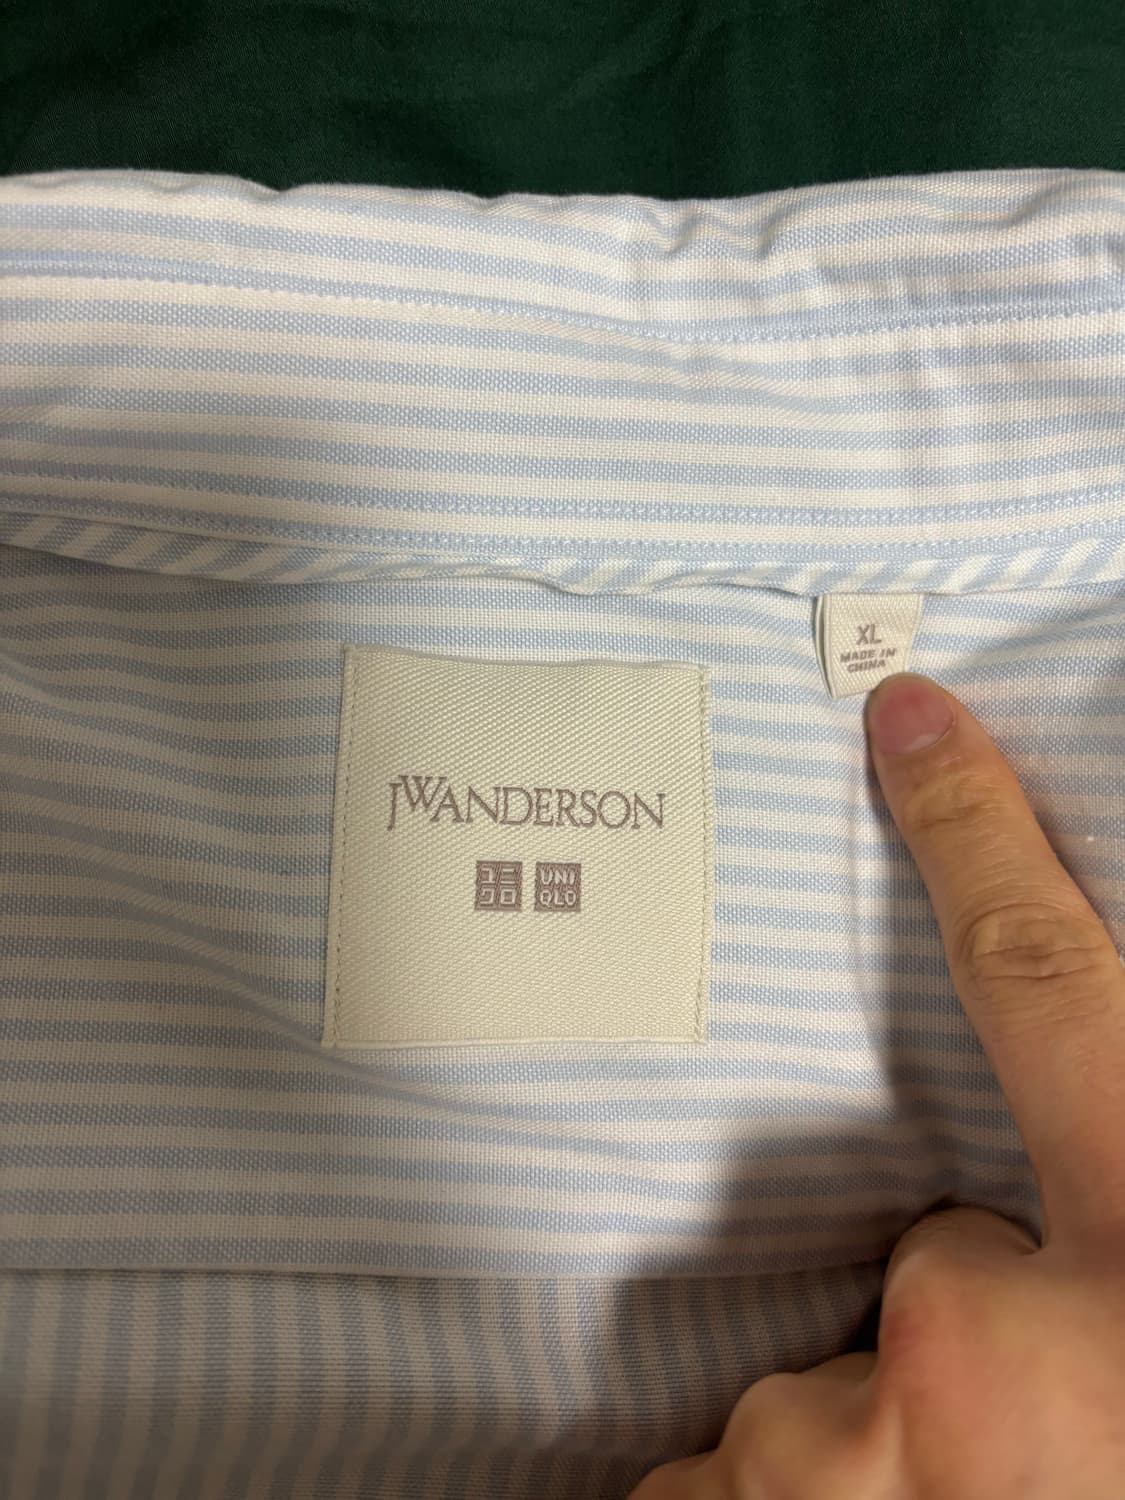 XL
MADE IN
CHINA
JWANDERSON
ユニ UNI
クロ QLO